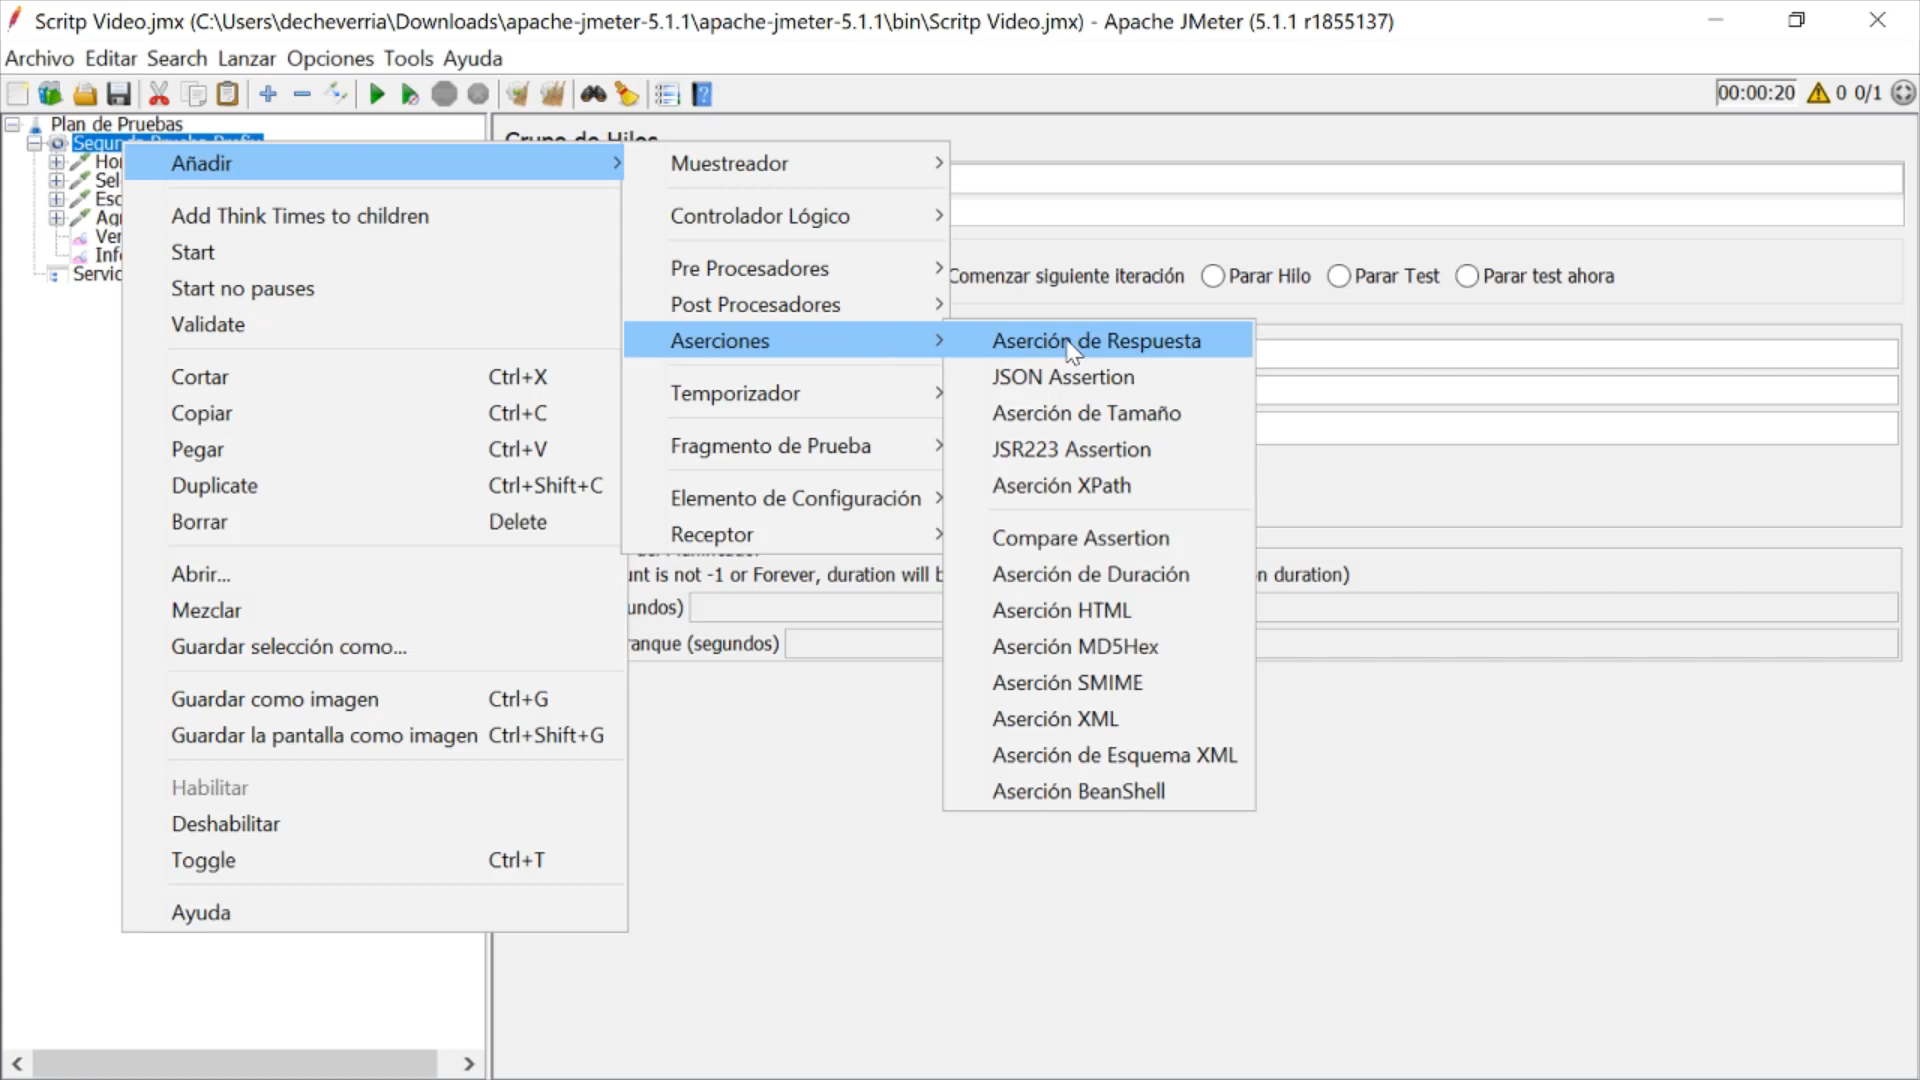 Scritp Video.jmx (C:\Users\decheverria\Downloads\apache-jmeter-5.1.1\apache-jmeter-5.1.1\bin\Scritp Video.jmx) - Apache JMeter (5.1.1 r1855137)
Archivo Editar Search Lanzar Opciones Tools Ayuda
00:00:20 0 0/1
Plan de Pruebas
Grupo de Hilos
Servic
Añadir
Add Think Times to children
Start
Start no pauses
Validate
Cortar Ctrl+X
Copiar Ctrl+C
Pegar Ctrl+V
Duplicate Ctrl+Shift+C
Borrar Delete
Abrir...
Mezclar
Guardar selección como...
Guardar como imagen Ctrl+G
Guardar la pantalla como imagen Ctrl+Shift+G
Habilitar
Deshabilitar
Toggle Ctrl+T
Ayuda
Muestreador
Controlador Lógico
Pre Procesadores
Post Procesadores
Aserciones
Temporizador
Fragmento de Prueba
Elemento de Configuración
Receptor
Aserción de Respuesta
JSON Assertion
Aserción de Tamaño
JSR223 Assertion
Aserción XPath
Compare Assertion
Aserción de Duración
Aserción HTML
Aserción MD5Hex
Aserción SMIME
Aserción XML
Aserción de Esquema XML
Aserción BeanShell
Comenzar siguiente iteración Parar Hilo Parar Test Parar test ahora
unt is not -1 or Forever, duration will b n duration)
undos)
ranque (segundos)